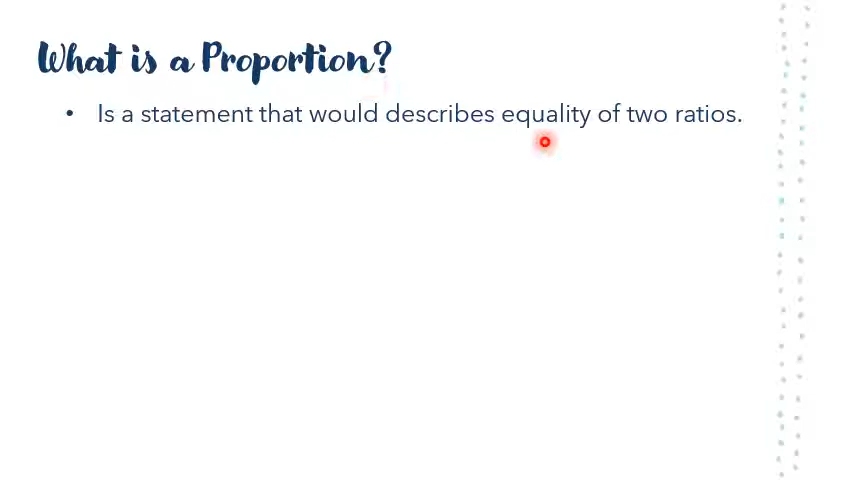 What is a Proportion?
• Is a statement that would describes equality of two ratios.